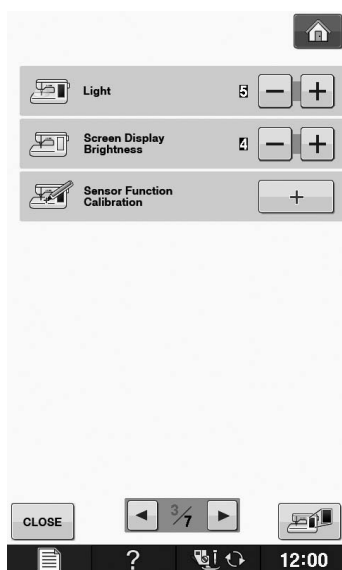 Light 5 − +
Screen Display
Brightness 4 − +
Sensor Function
Calibration +
CLOSE 3/7
? 12:00